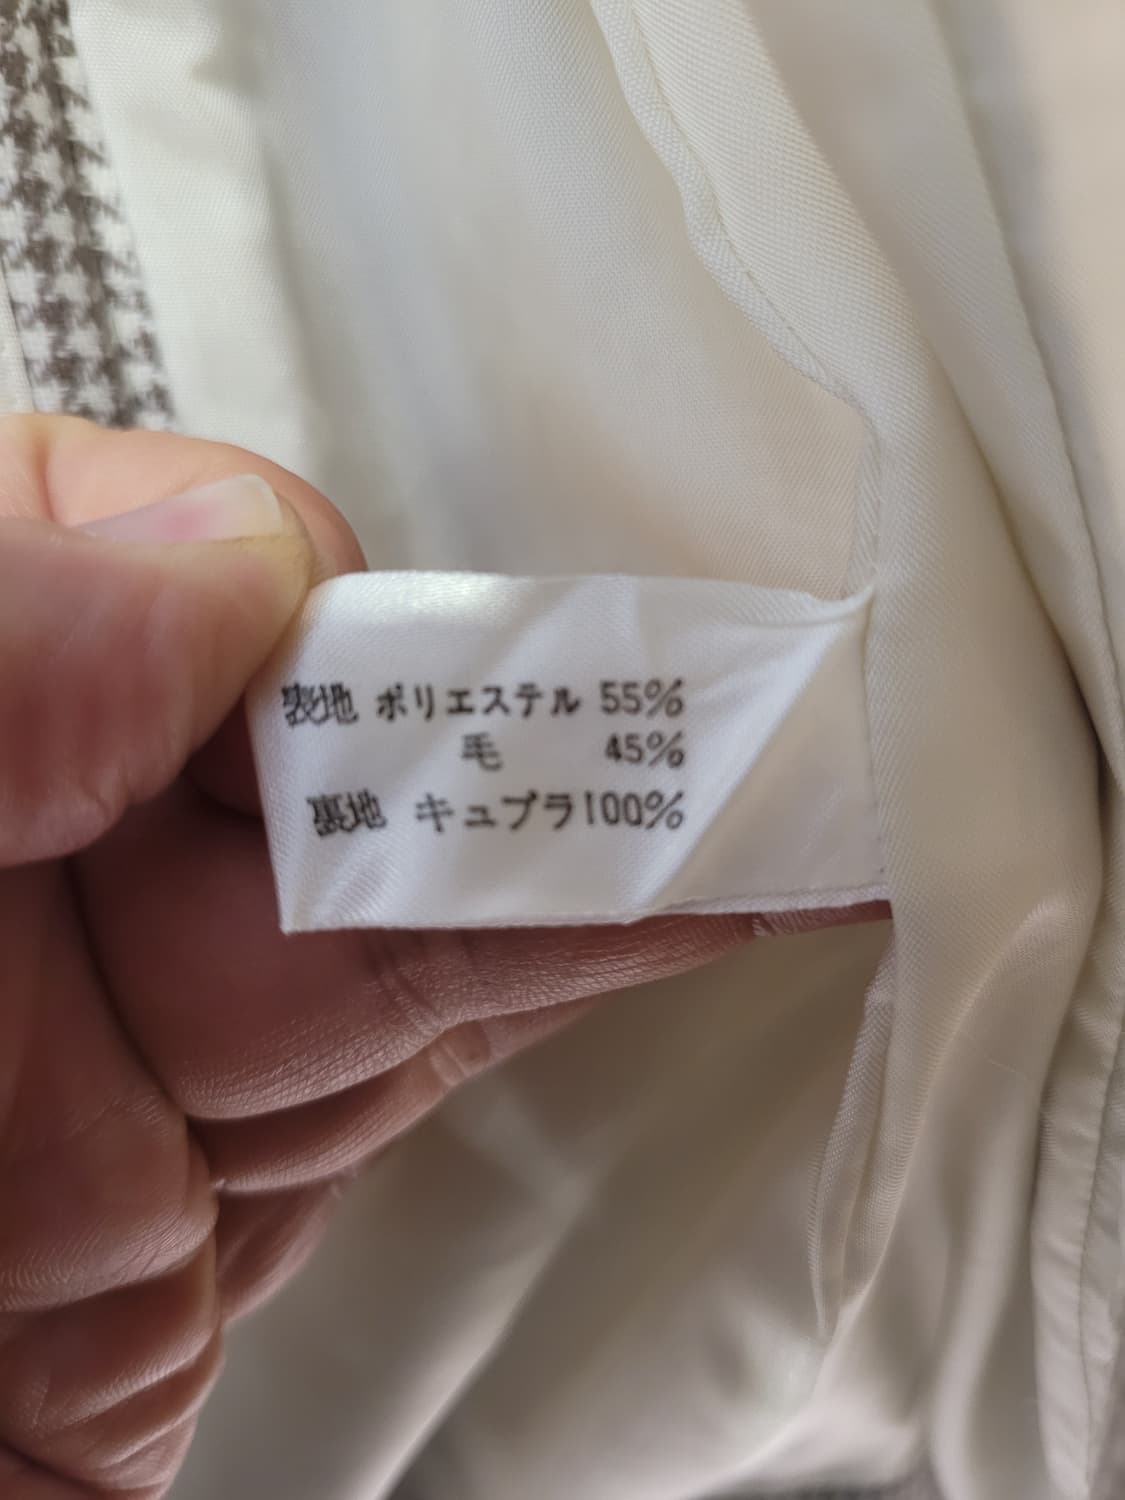 表地 ポリエステル 55%
毛 45%
裏地 キュプラ100%